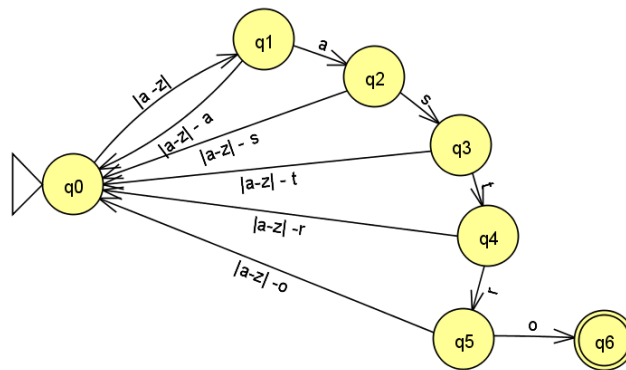 q1
a
q2
|a -z|
s
|a-z| - a
|a-z| - s
q3
q0
|a-z| - t
t
|a-z| -r
q4
|a-z| -o
r
o
q5
q6